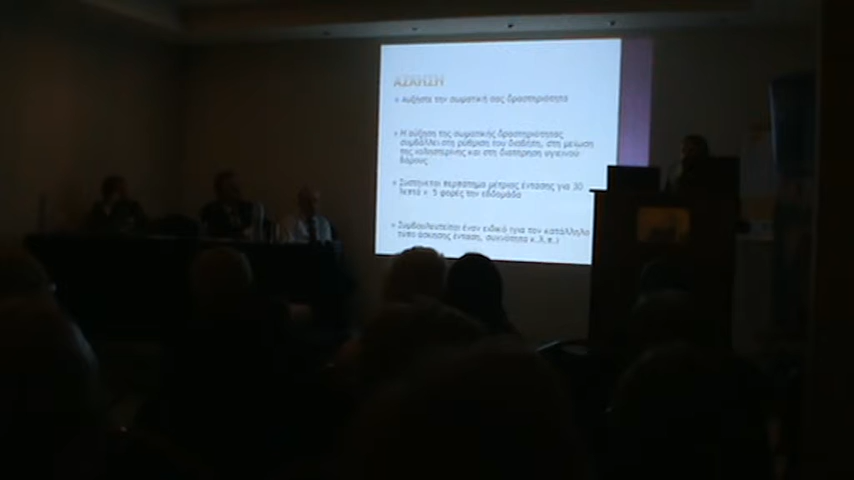 ΑΣΚΗΣΗ
αυξήστε την σωματική σας δραστηριότητα
Η αύξηση της σωματικής δραστηριότητας
συμβάλλει στη ρύθμιση του διαβήτη, στη μείωση
της χοληστερίνης και στη διατήρηση υγιεινού
βάρους
Συστήνεται περπάτημα μέτριας έντασης για 30
λεπτά × 5 φορές την εβδομάδα
Συμβουλευτείτε έναν ειδικό (για τον κατάλληλο
τύπο άσκησης ένταση, συχνότητα κ.λ.π.)